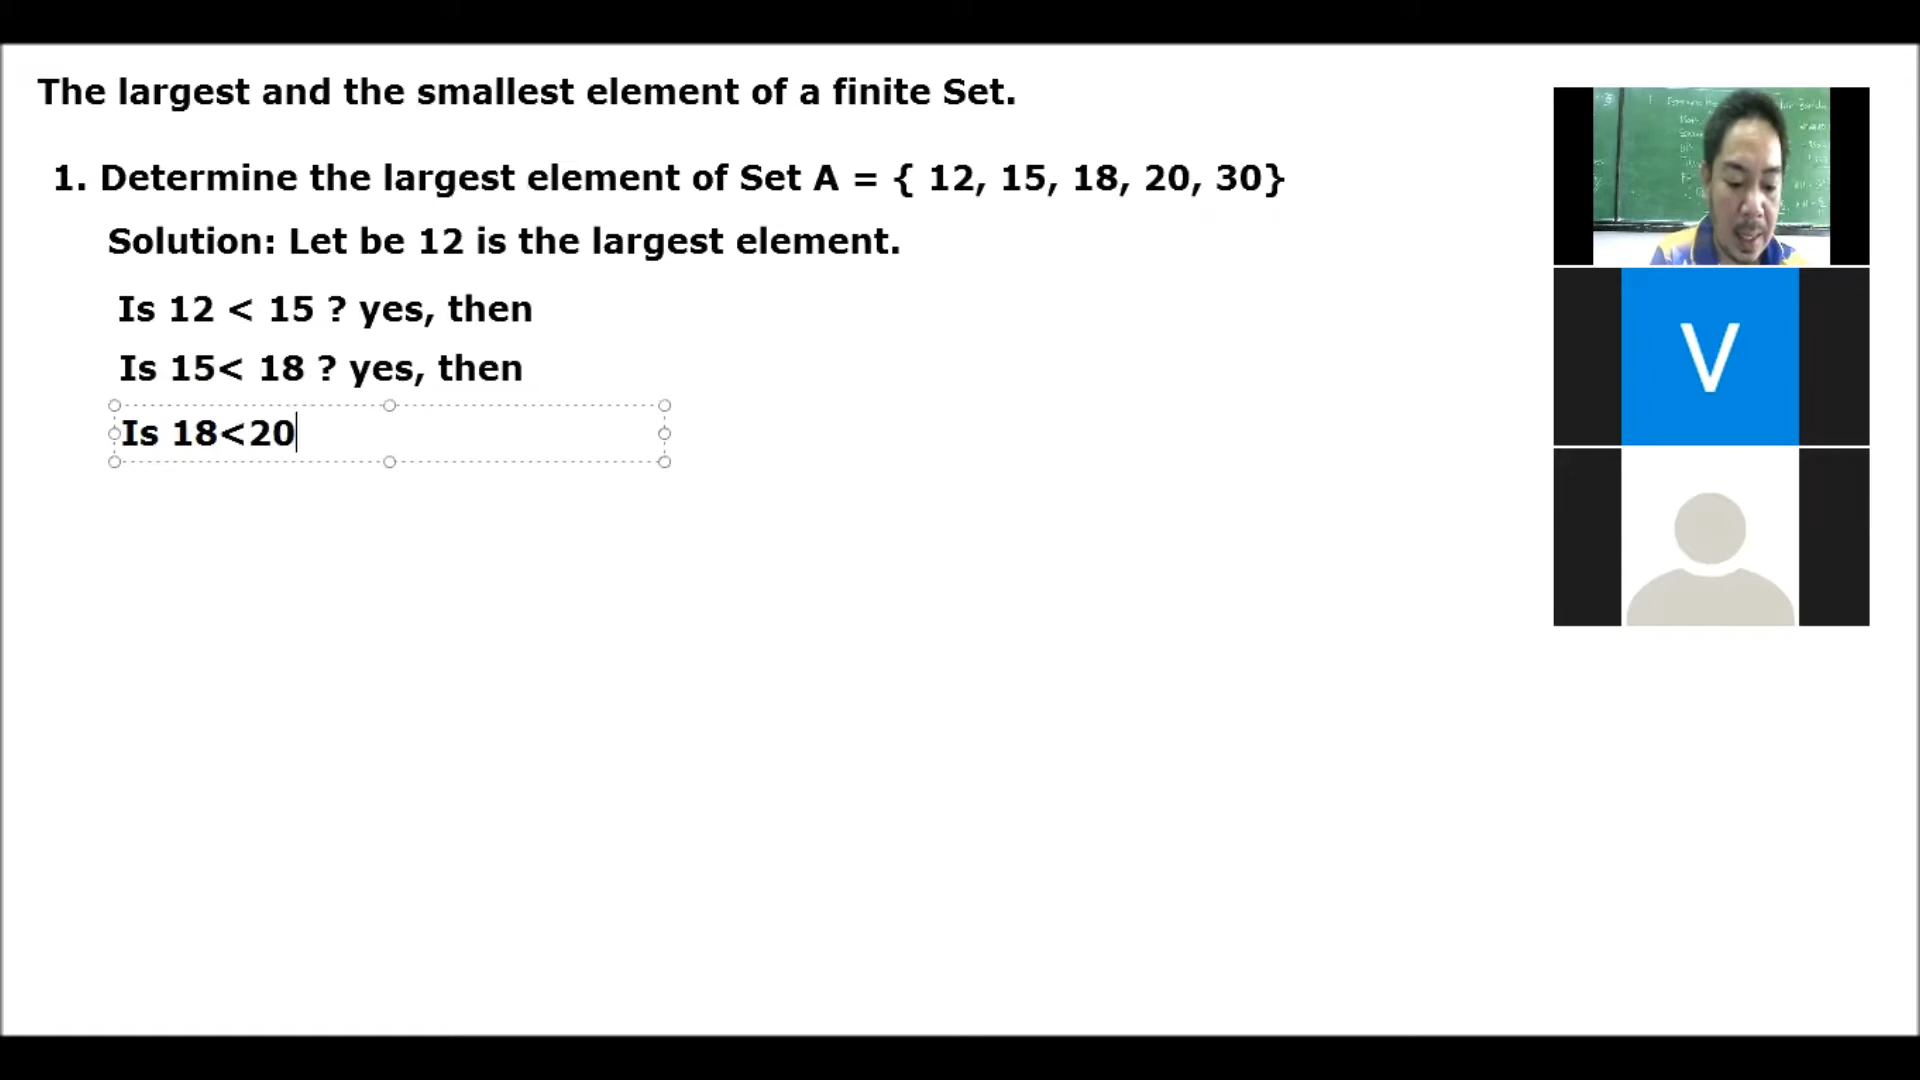 The largest and the smallest element of a finite Set.
1. Determine the largest element of Set A = { 12, 15, 18, 20, 30}
Solution: Let be 12 is the largest element.
Is 12 < 15 ? yes, then
Is 15< 18 ? yes, then
Is 18<20
V